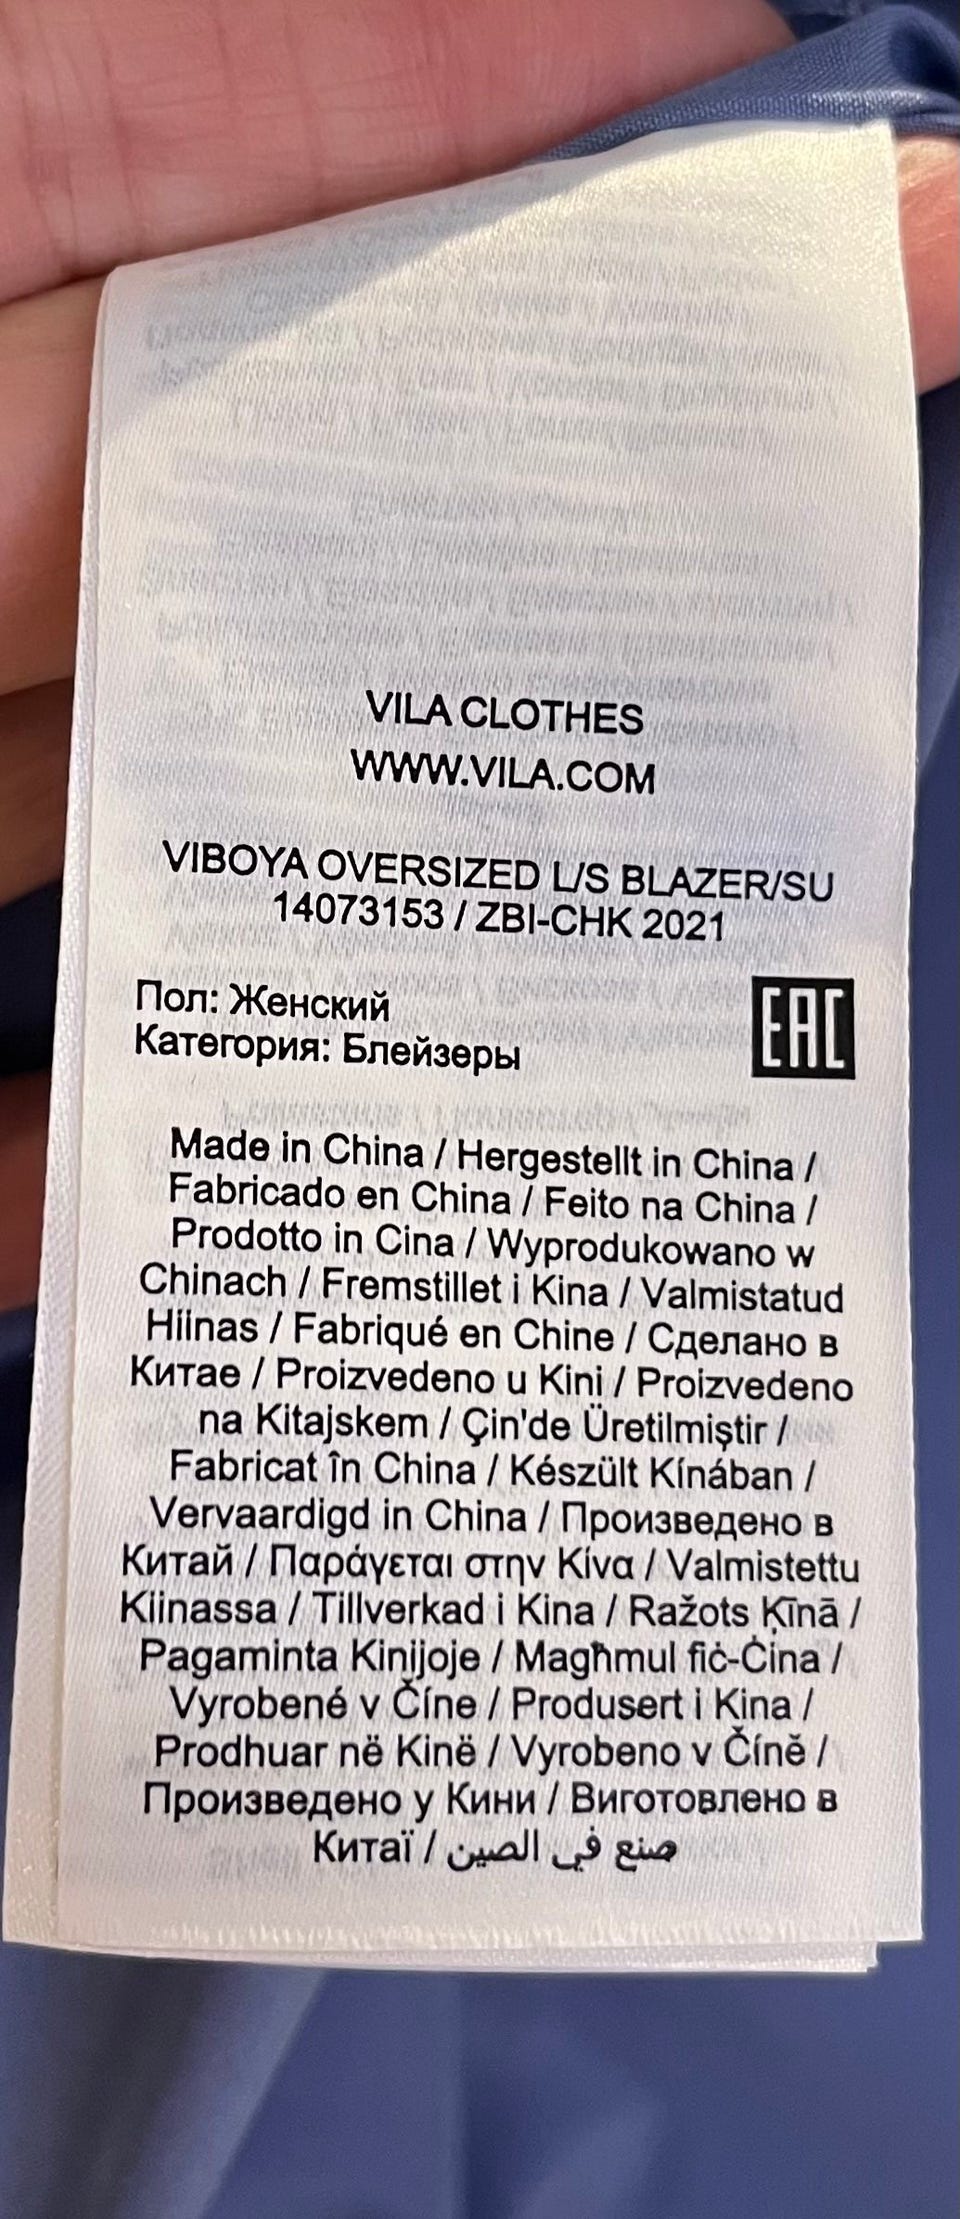 VILA CLOTHES
WWW.VILA.COM
VIBOYA OVERSIZED L/S BLAZER/SU
14073153 / ZBI-CHK 2021
Пол: Женский
Категория: Блейзеры
EAC
Made in China / Hergestellt in China /
Fabricado en China / Feito na China /
Prodotto in Cina / Wyprodukowano w
Chinach / Fremstillet i Kina / Valmistatud
Hiinas / Fabriqué en Chine / Сделано в
Китае / Proizvedeno u Kini / Proizvedeno
na Kitajskem / Çin'de Üretilmiştir /
Fabricat în China / Készült Kínában /
Vervaardigd in China / Произведено в
Китай / Παράγεται στην Κίνα / Valmistettu
Kiinassa / Tillverkad i Kina / Ražots Ķīnā /
Pagaminta Kinijoje / Magħmul fiċ-Ċina /
Vyrobené v Číne / Produsert i Kina /
Prodhuar në Kinë / Vyrobeno v Číně /
Произведено у Кини / Виготовлено в
Китаї / صنع في الصين